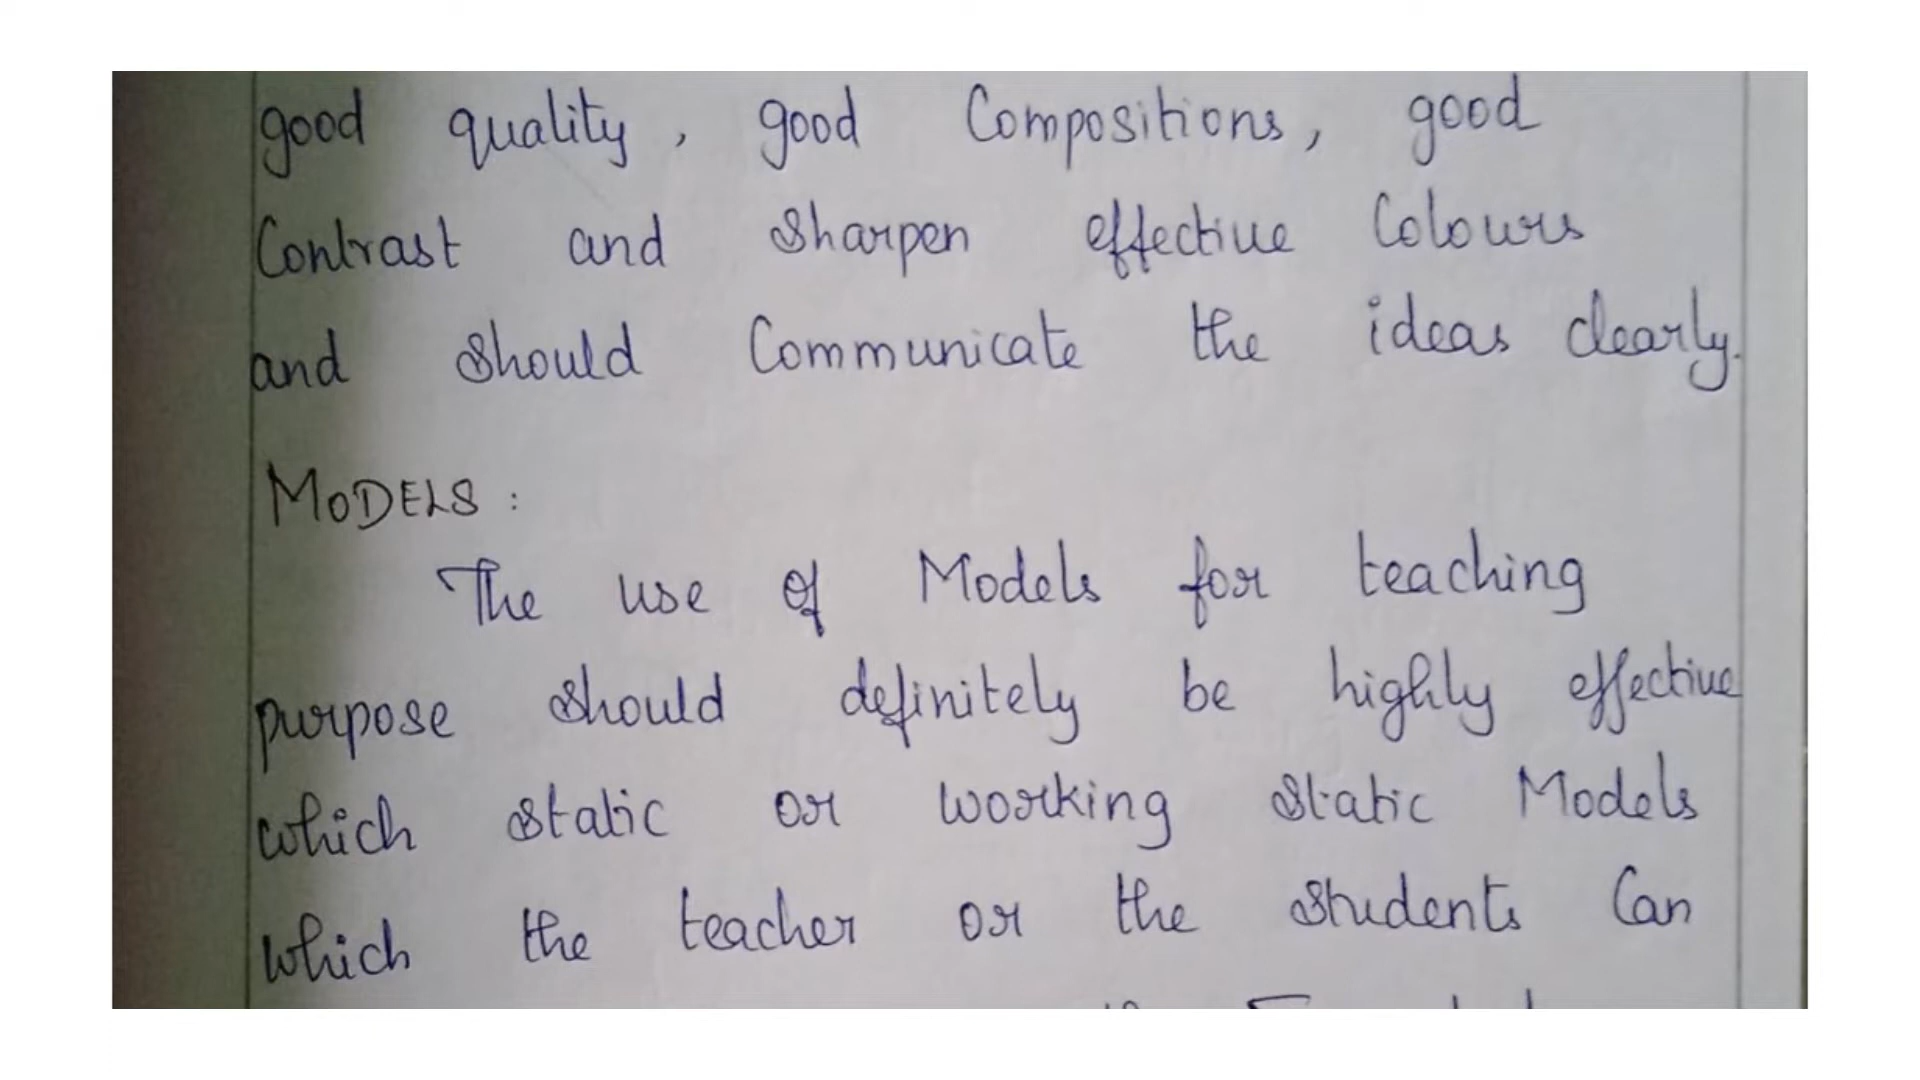 good quality, good Compositions, good
Contrast and sharpen effective Colours
and should Communicate the ideas clearly.
MODELS :
The use of Models for teaching
purpose should definitely be highly effective
which static or working static Models
which the teacher or the students Can